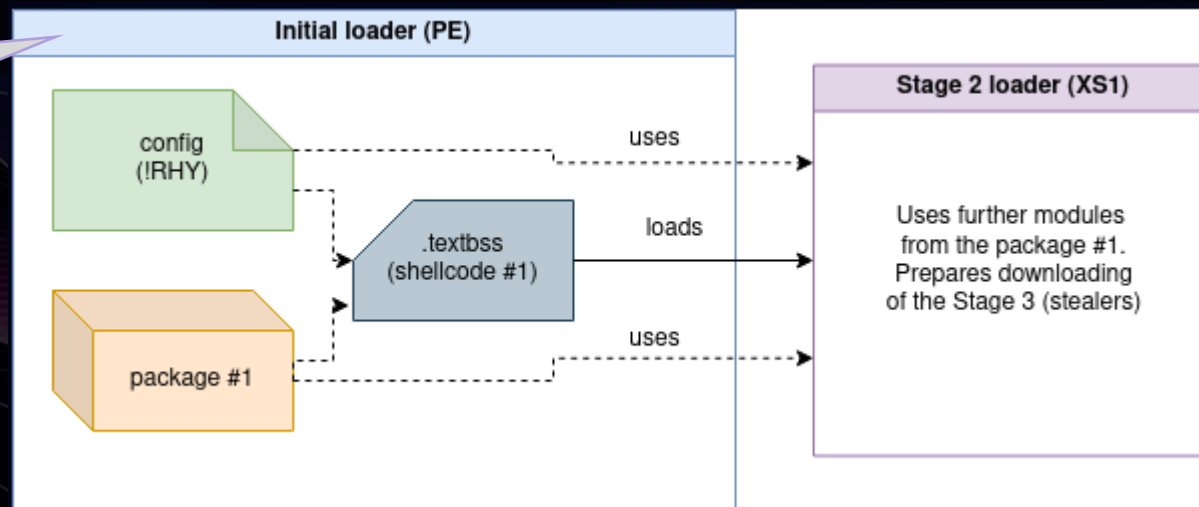 Initial loader (PE)
config
(!RHY)
.textbss
(shellcode #1)
package #1
uses
loads
uses
Stage 2 loader (XS1)
Uses further modules
from the package #1.
Prepares downloading
of the Stage 3 (stealers)